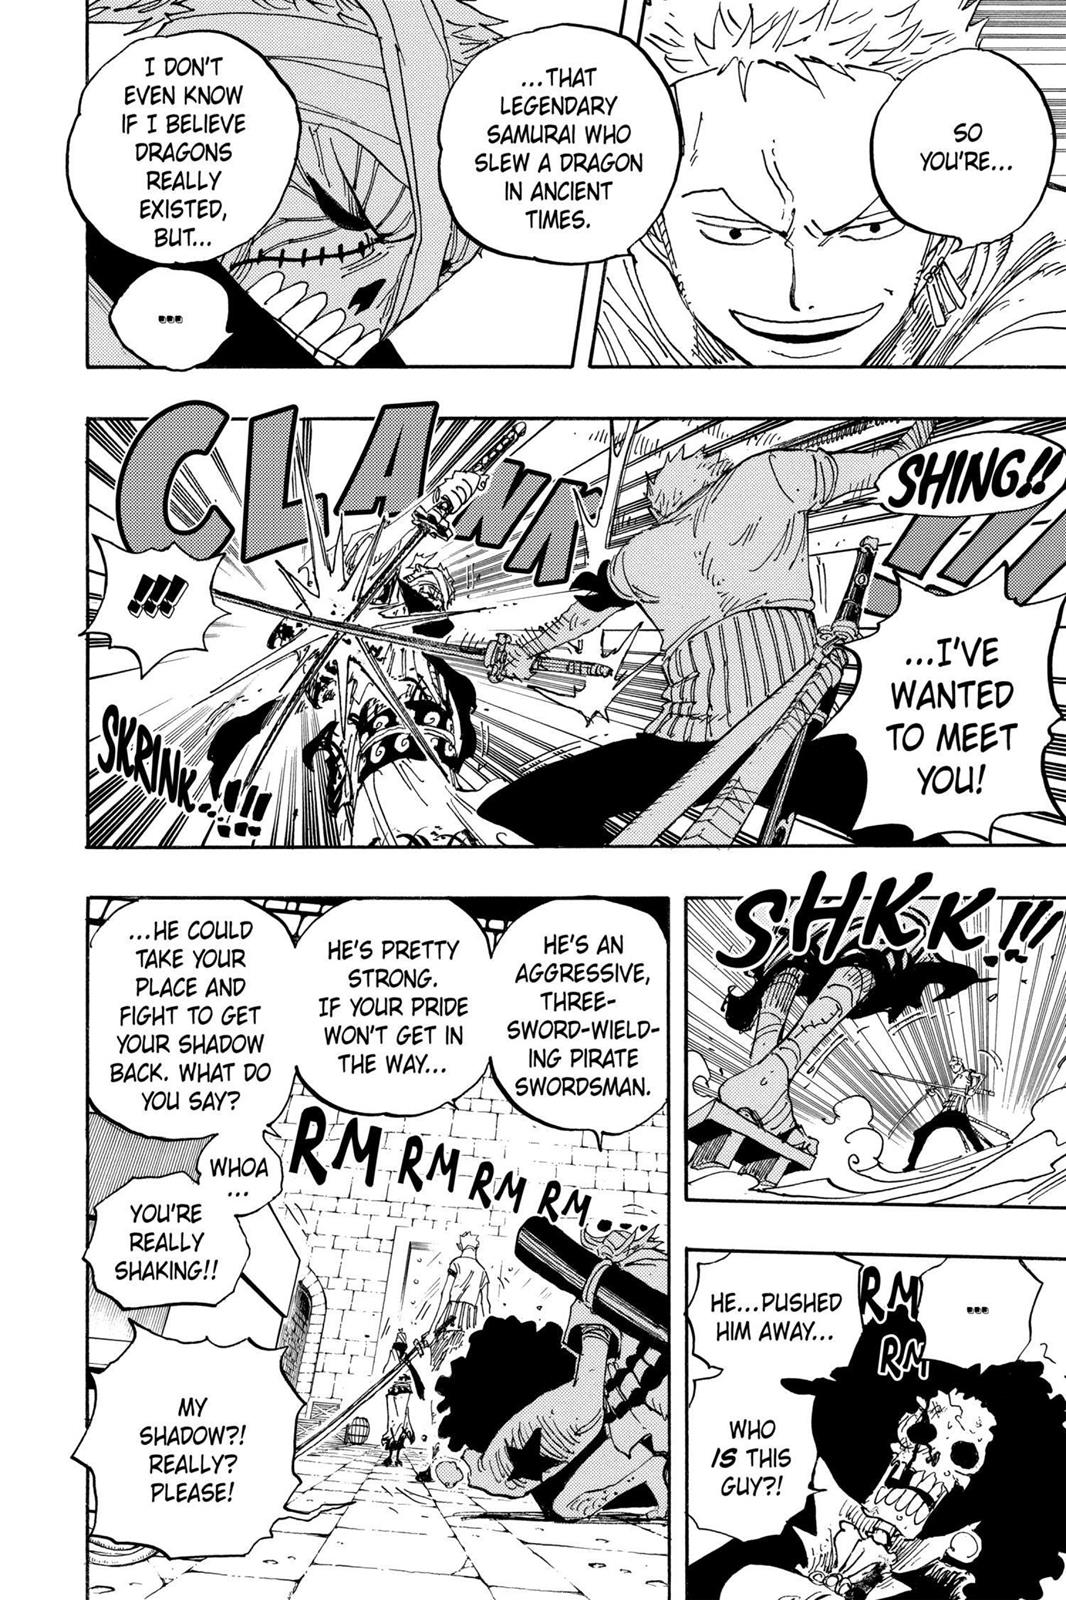 SO
YOU'RE...
...THAT
LEGENDARY
SAMURAI WHO
SLEW A DRAGON
IN ANCIENT
TIMES.
I DON'T
EVEN KNOW
IF I BELIEVE
DRAGONS
REALLY
EXISTED,
BUT...
...
SHING!!
CLANK
...I'VE
WANTED
TO MEET
YOU!
!!!
SKRINK...!!!
SHKK!!!
HE...PUSHED
HIM AWAY...
RM
RM
...
WHO
IS THIS
GUY?!
HE'S AN
AGGRESSIVE,
THREE-
SWORD-WIELD-
ING PIRATE
SWORDSMAN.
HE'S PRETTY
STRONG.
IF YOUR PRIDE
WON'T GET IN
THE WAY...
...HE COULD
TAKE YOUR
PLACE AND
FIGHT TO GET
YOUR SHADOW
BACK. WHAT DO
YOU SAY?
RM RM RM RM
WHOA
...
YOU'RE
REALLY
SHAKING!!
MY
SHADOW?!
REALLY?
PLEASE!